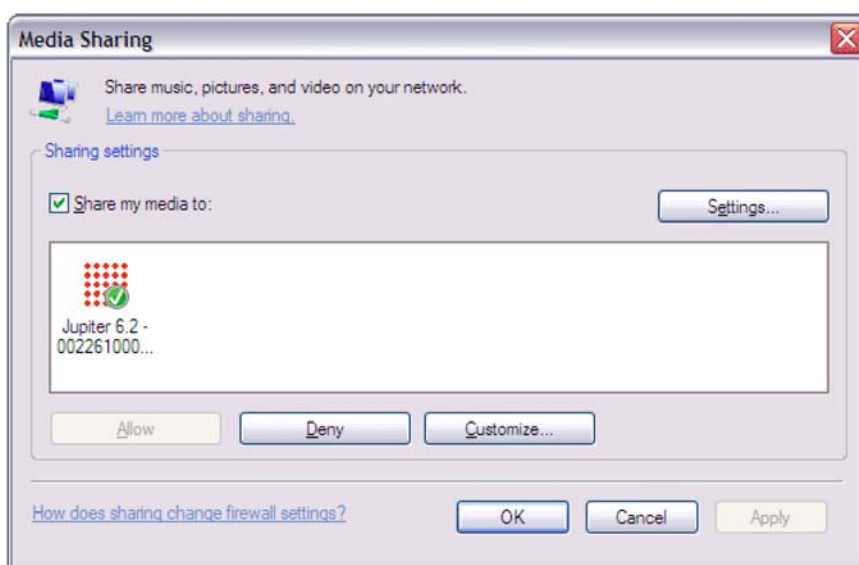 Media Sharing
Share music, pictures, and video on your network.
Learn more about sharing.
Sharing settings
Share my media to:
Settings...
Jupiter 6.2 -
002261000...
Allow
Deny
Customize...
How does sharing change firewall settings?
OK
Cancel
Apply